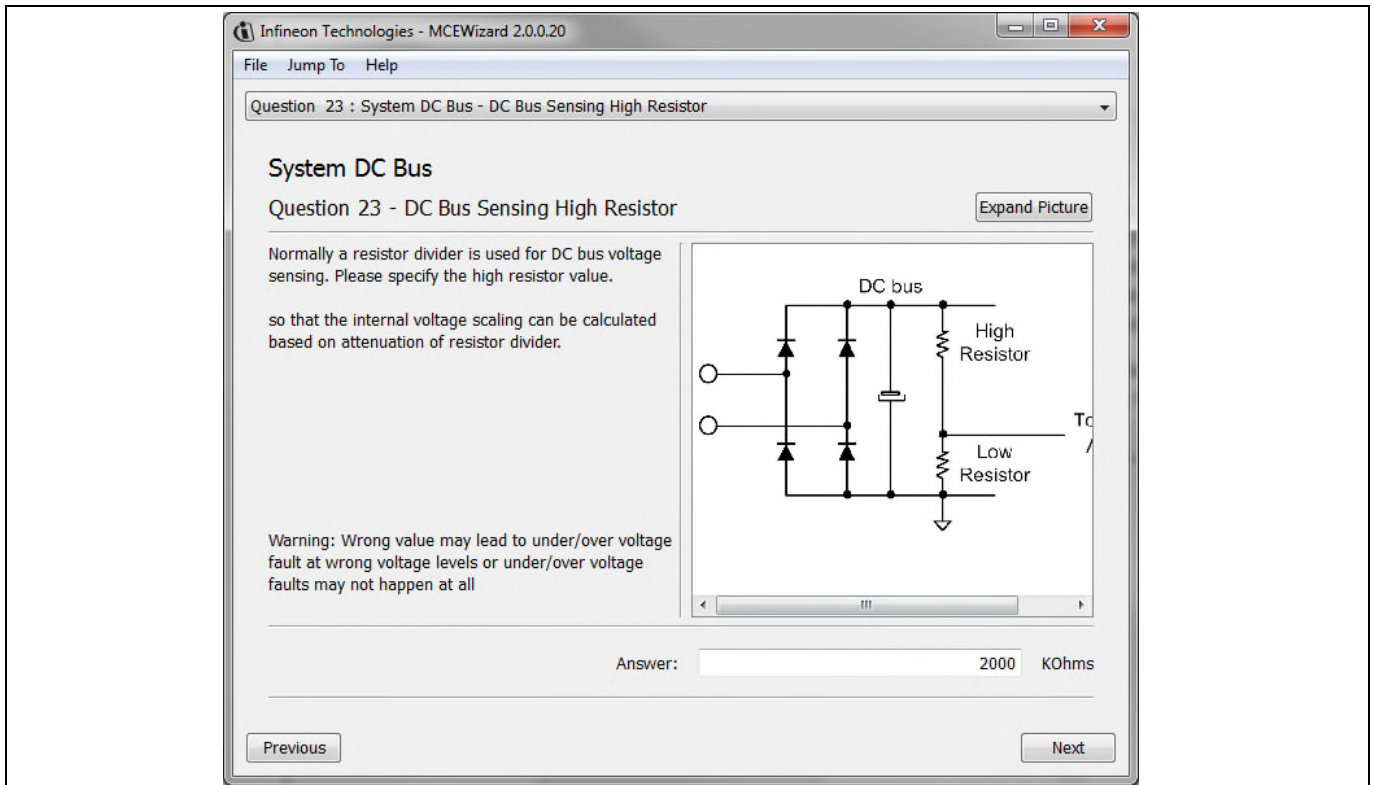 Infineon Technologies - MCEWizard 2.0.0.20
File Jump To Help
Question 23 : System DC Bus - DC Bus Sensing High Resistor
System DC Bus
Question 23 - DC Bus Sensing High Resistor
Expand Picture
Normally a resistor divider is used for DC bus voltage
sensing. Please specify the high resistor value.
so that the internal voltage scaling can be calculated
based on attenuation of resistor divider.
Warning: Wrong value may lead to under/over voltage
fault at wrong voltage levels or under/over voltage
faults may not happen at all
DC bus
High
Resistor
To
Low
Resistor
Answer: 2000 KOhms
Previous
Next